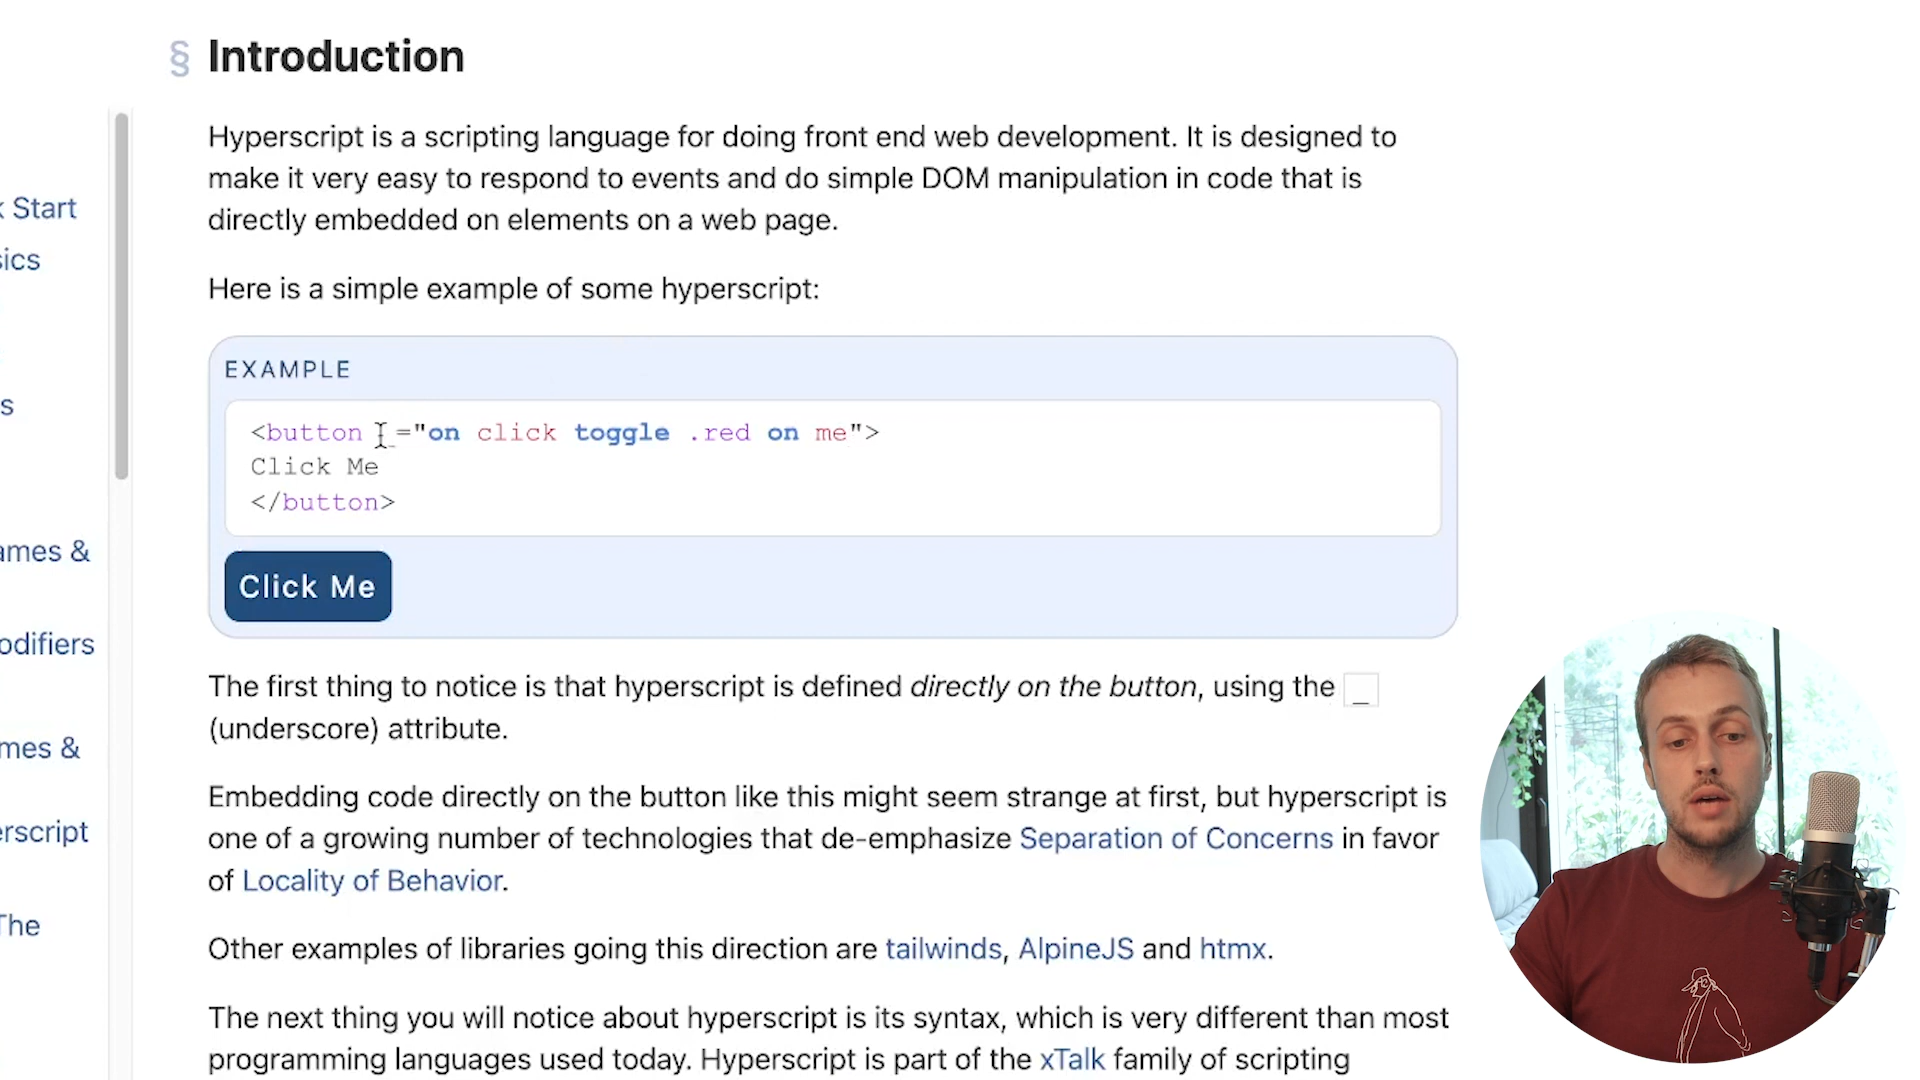 § Introduction
Hyperscript is a scripting language for doing front end web development. It is designed to
make it very easy to respond to events and do simple DOM manipulation in code that is
directly embedded on elements on a web page.
Here is a simple example of some hyperscript:
EXAMPLE
<button _="on click toggle .red on me">
Click Me
</button>
Click Me
The first thing to notice is that hyperscript is defined directly on the button, using the _
(underscore) attribute.
Embedding code directly on the button like this might seem strange at first, but hyperscript is
one of a growing number of technologies that de-emphasize Separation of Concerns in favor
of Locality of Behavior.
Other examples of libraries going this direction are tailwinds, AlpineJS and htmx.
The next thing you will notice about hyperscript is its syntax, which is very different than most
programming languages used today. Hyperscript is part of the xTalk family of scripting
k Start
sics
s
ames &
odifiers
mes &
erscript
The